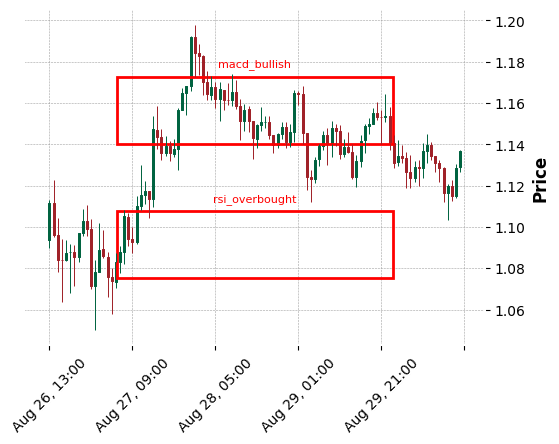 1.20
1.18
macd_bullish
1.16
1.14
1.12
rsi_overbought
1.10
1.08
1.06
Price
Aug 26, 13:00
Aug 27, 09:00
Aug 28, 05:00
Aug 29, 01:00
Aug 29, 21:00